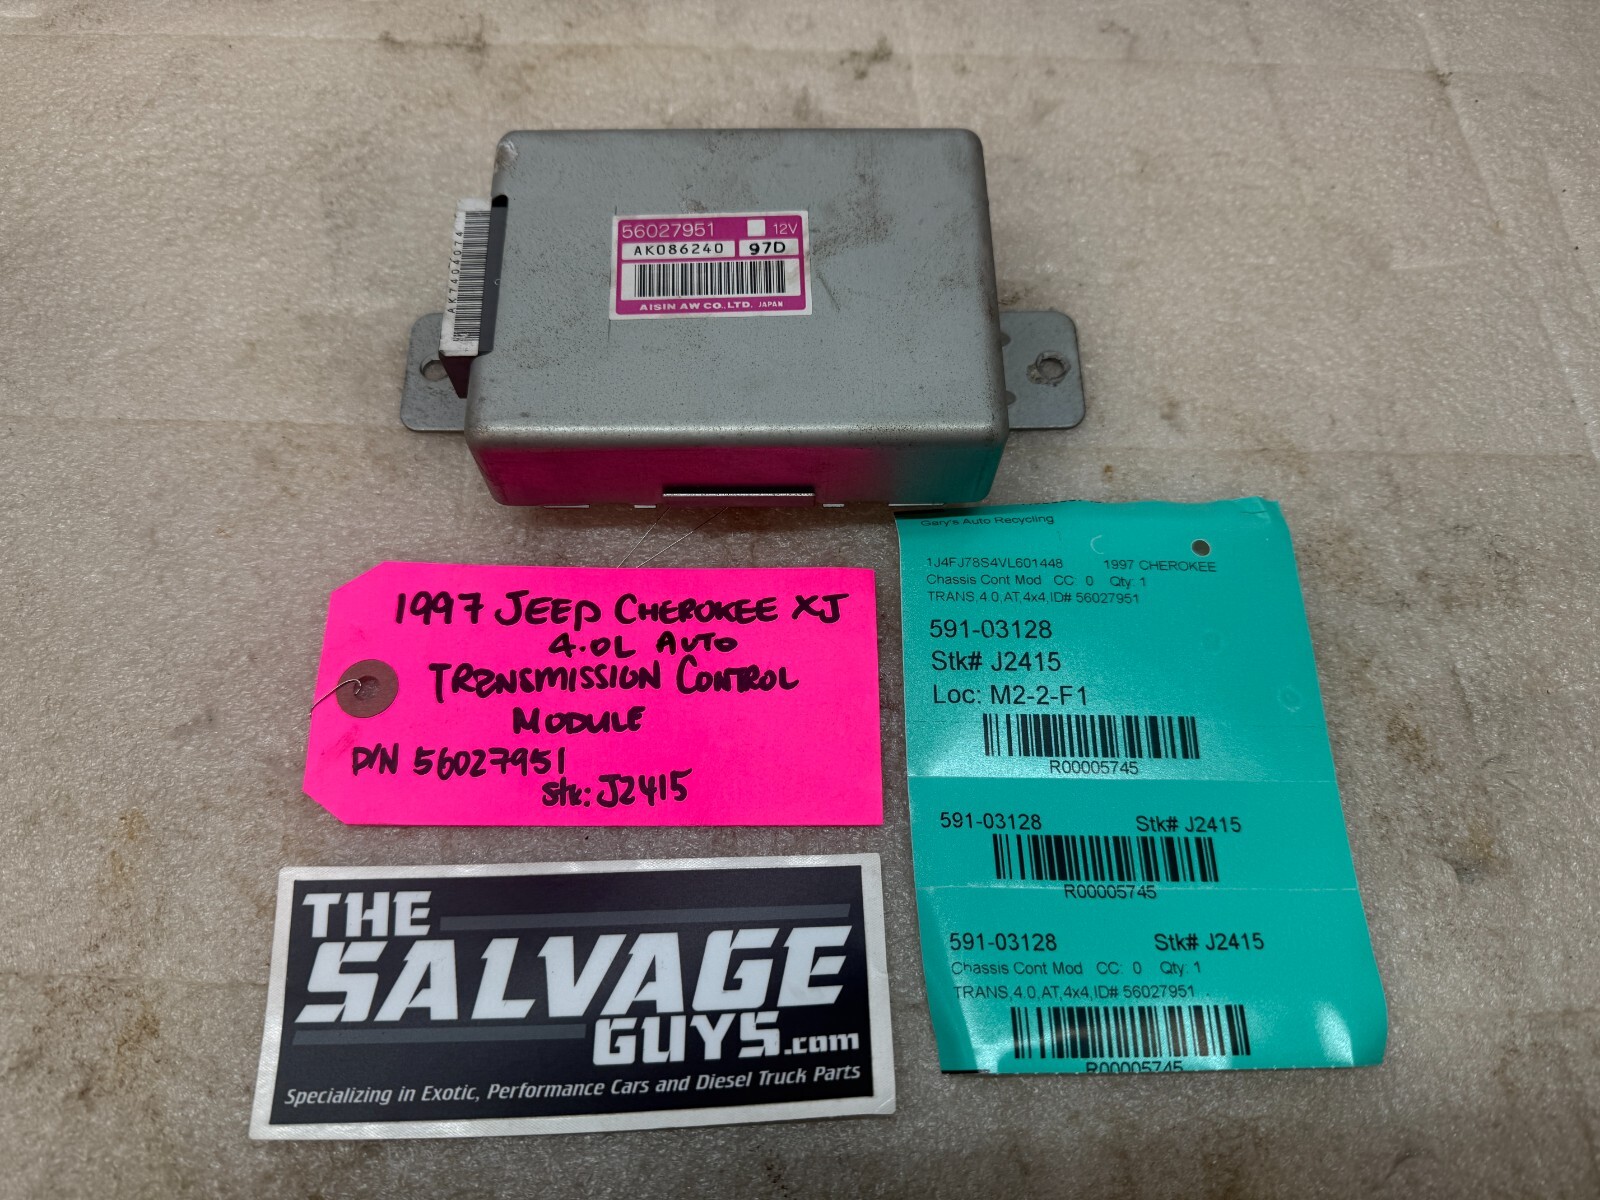 56027951 12V
AK086240 97D
AISIN AW CO.,LTD. JAPAN
AK7404074
1997 JEEP CHEROKEE XJ
4.0L AUTO
TRANSMISSION CONTROL
MODULE
P/N 56027951
Stk: J2415
Gary's Auto Recycling
1J4FJ78S4VL601448 1997 CHEROKEE
Chassis Cont Mod CC: 0 Qty: 1
TRANS,4.0,AT,4x4,ID# 56027951
591-03128
Stk# J2415
Loc: M2-2-F1
R00005745
591-03128 Stk# J2415
R00005745
591-03128 Stk# J2415
Chassis Cont Mod CC: 0 Qty: 1
TRANS,4.0,AT,4x4,ID# 56027951
R00005745
THE
SALVAGE
GUYS.com
Specializing in Exotic, Performance Cars and Diesel Truck Parts